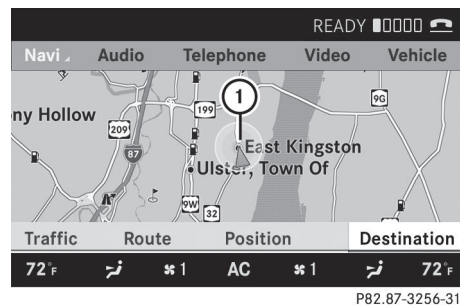 READY
Navi Audio Telephone Video Vehicle
ny Hollow
199
1
9G
209
87
East Kingston
Ulster, Town Of
9W
32
Traffic Route Position Destination
72°F 1 AC 1 72°F
P82.87-3256-31